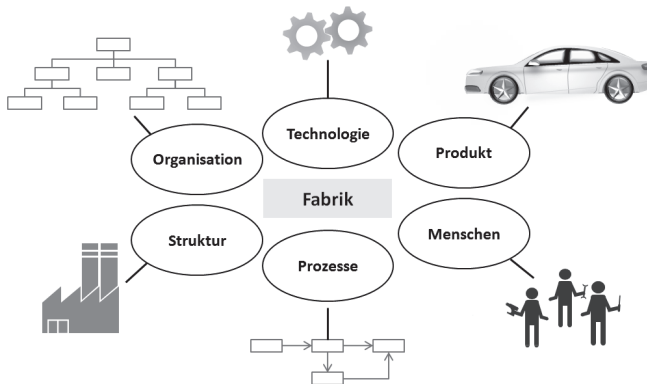 Technologie
Organisation
Produkt
Fabrik
Struktur
Menschen
Prozesse